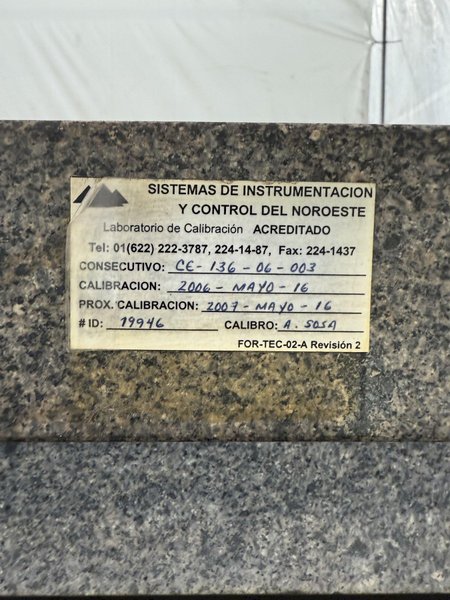 SISTEMAS DE INSTRUMENTACION
Y CONTROL DEL NOROESTE
Laboratorio de Calibración ACREDITADO
Tel: 01(622) 222-3787, 224-14-87, Fax: 224-1437
CONSECUTIVO: CE-136-06-003
CALIBRACION: 2006-MAYO-16
PROX. CALIBRACION: 2007-MAYO-16
# ID: 19946 CALIBRO: A. SOSA
FOR-TEC-02-A Revisión 2